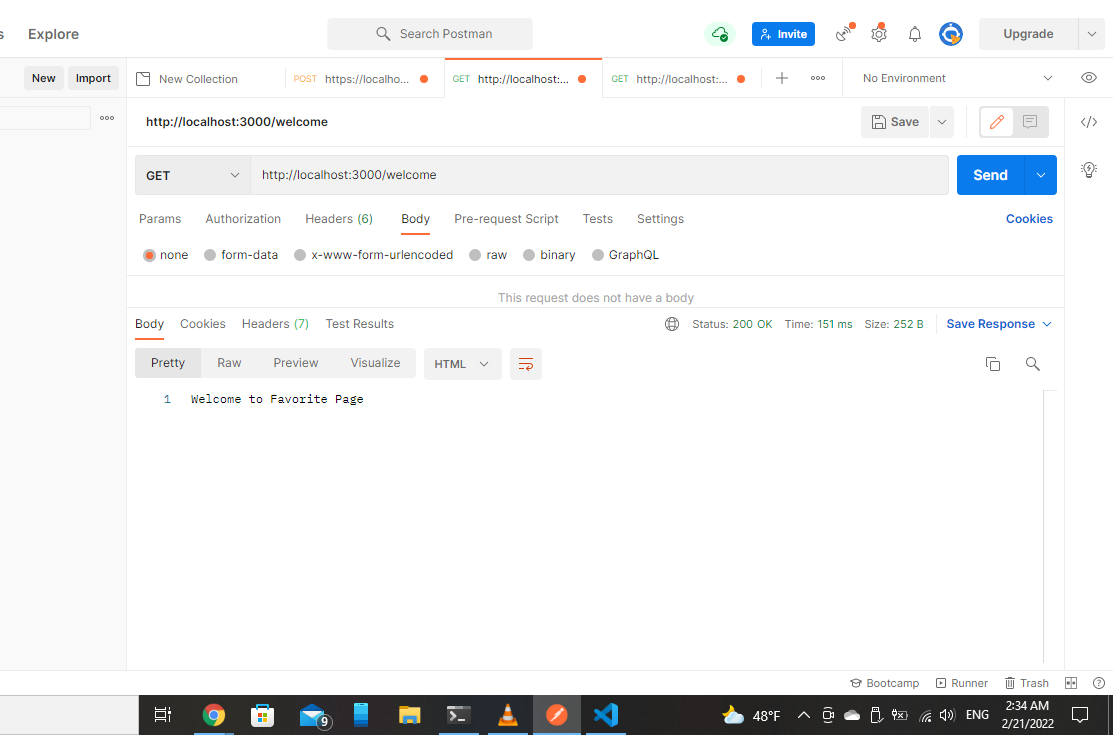 s Explore Search Postman Invite Upgrade
New Import New Collection POST https://localho... GET http://localhost:... GET http://localhost:... No Environment
http://localhost:3000/welcome Save
GET http://localhost:3000/welcome Send
Params Authorization Headers (6) Body Pre-request Script Tests Settings Cookies
none form-data x-www-form-urlencoded raw binary GraphQL
This request does not have a body
Body Cookies Headers (7) Test Results Status: 200 OK Time: 151 ms Size: 252 B Save Response
Pretty Raw Preview Visualize HTML
1 Welcome to Favorite Page
Bootcamp Runner Trash
9 48°F ENG 2:34 AM
2/21/2022